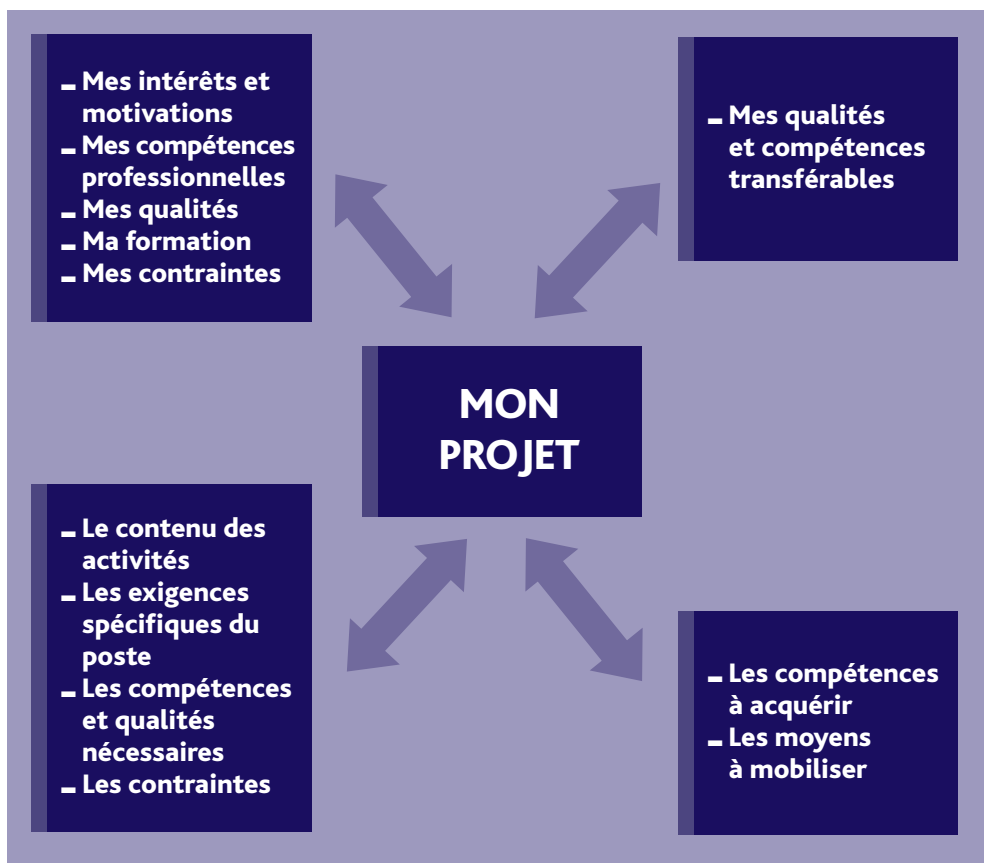 - Mes intérêts et
motivations
- Mes compétences
professionnelles
- Mes qualités
- Ma formation
- Mes contraintes
- Mes qualités
et compétences
transférables
MON
PROJET
- Le contenu des
activités
- Les exigences
spécifiques du
poste
- Les compétences
et qualités
nécessaires
- Les contraintes
- Les compétences
à acquérir
- Les moyens
à mobiliser